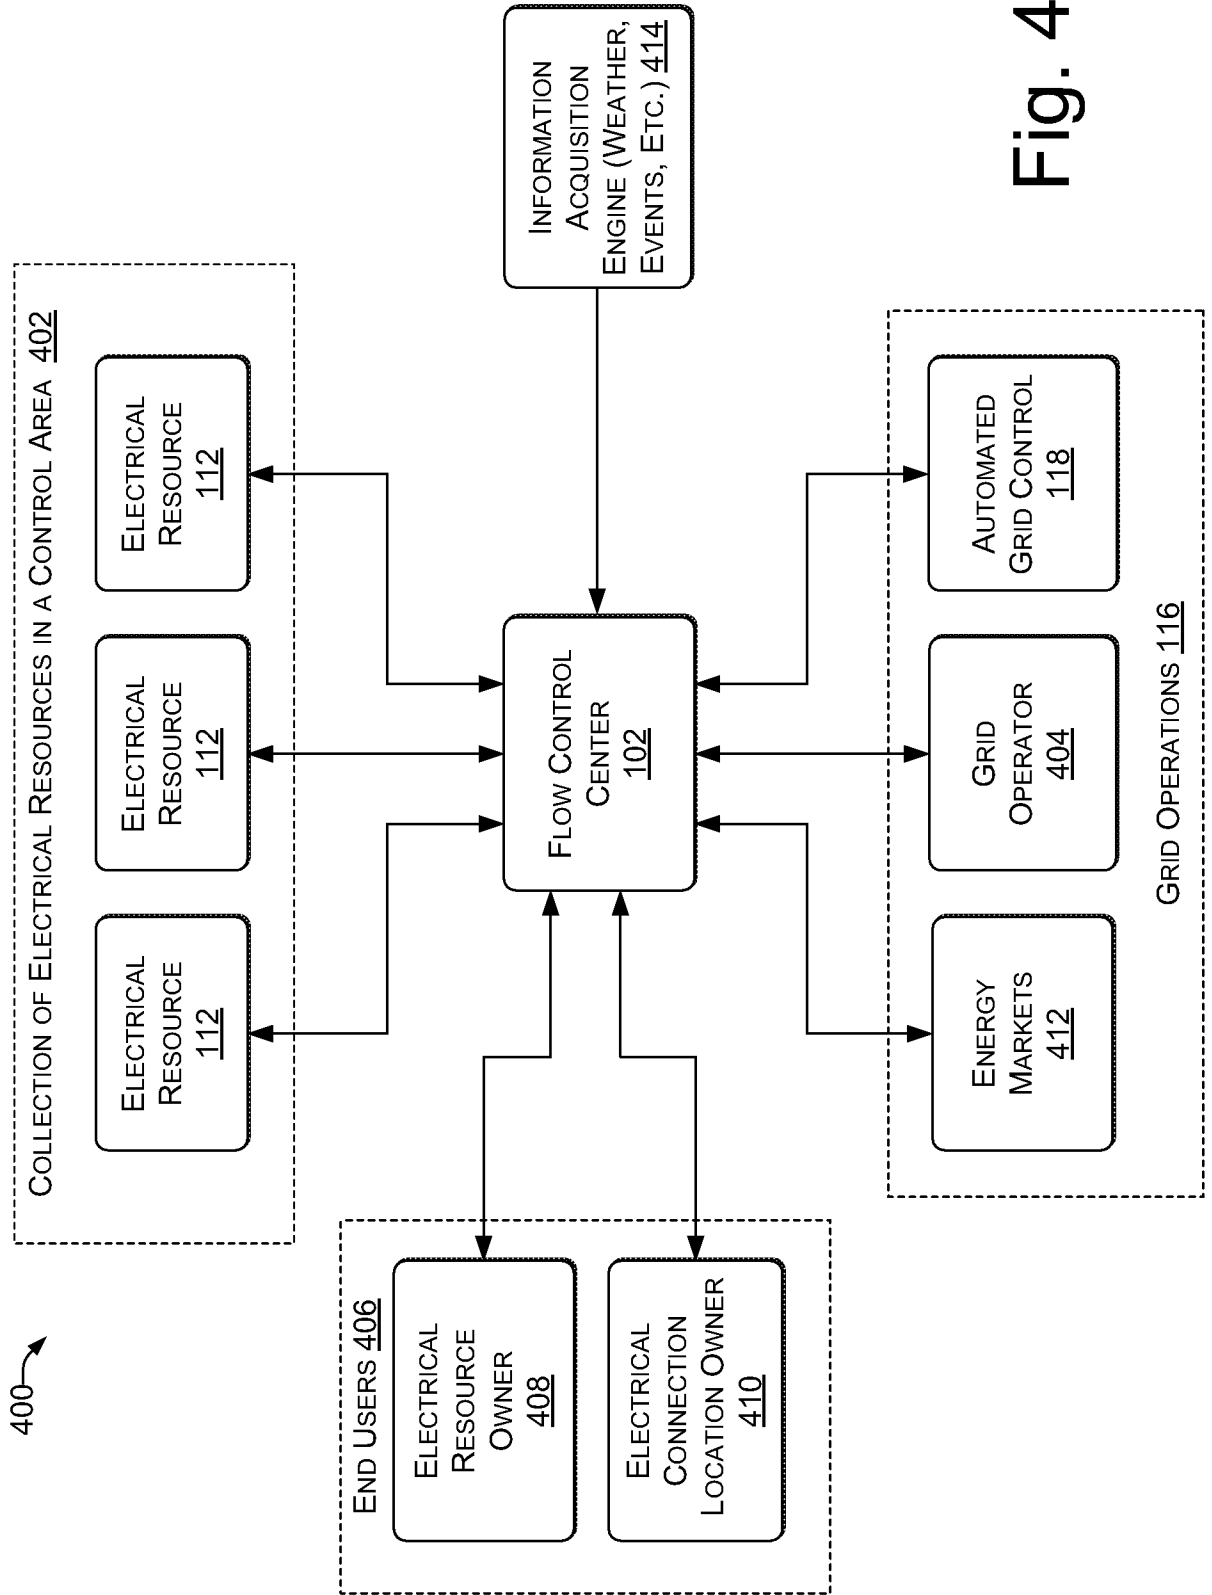 400
COLLECTION OF ELECTRICAL RESOURCES IN A CONTROL AREA 402
ELECTRICAL
RESOURCE
112
ELECTRICAL
RESOURCE
112
ELECTRICAL
RESOURCE
112
END USERS 406
ELECTRICAL
RESOURCE
OWNER
408
ELECTRICAL
CONNECTION
LOCATION OWNER
410
FLOW CONTROL
CENTER
102
INFORMATION
ACQUISITION
ENGINE (WEATHER,
EVENTS, ETC.) 414
ENERGY
MARKETS
412
GRID
OPERATOR
404
AUTOMATED
GRID CONTROL
118
GRID OPERATIONS 116
Fig. 4